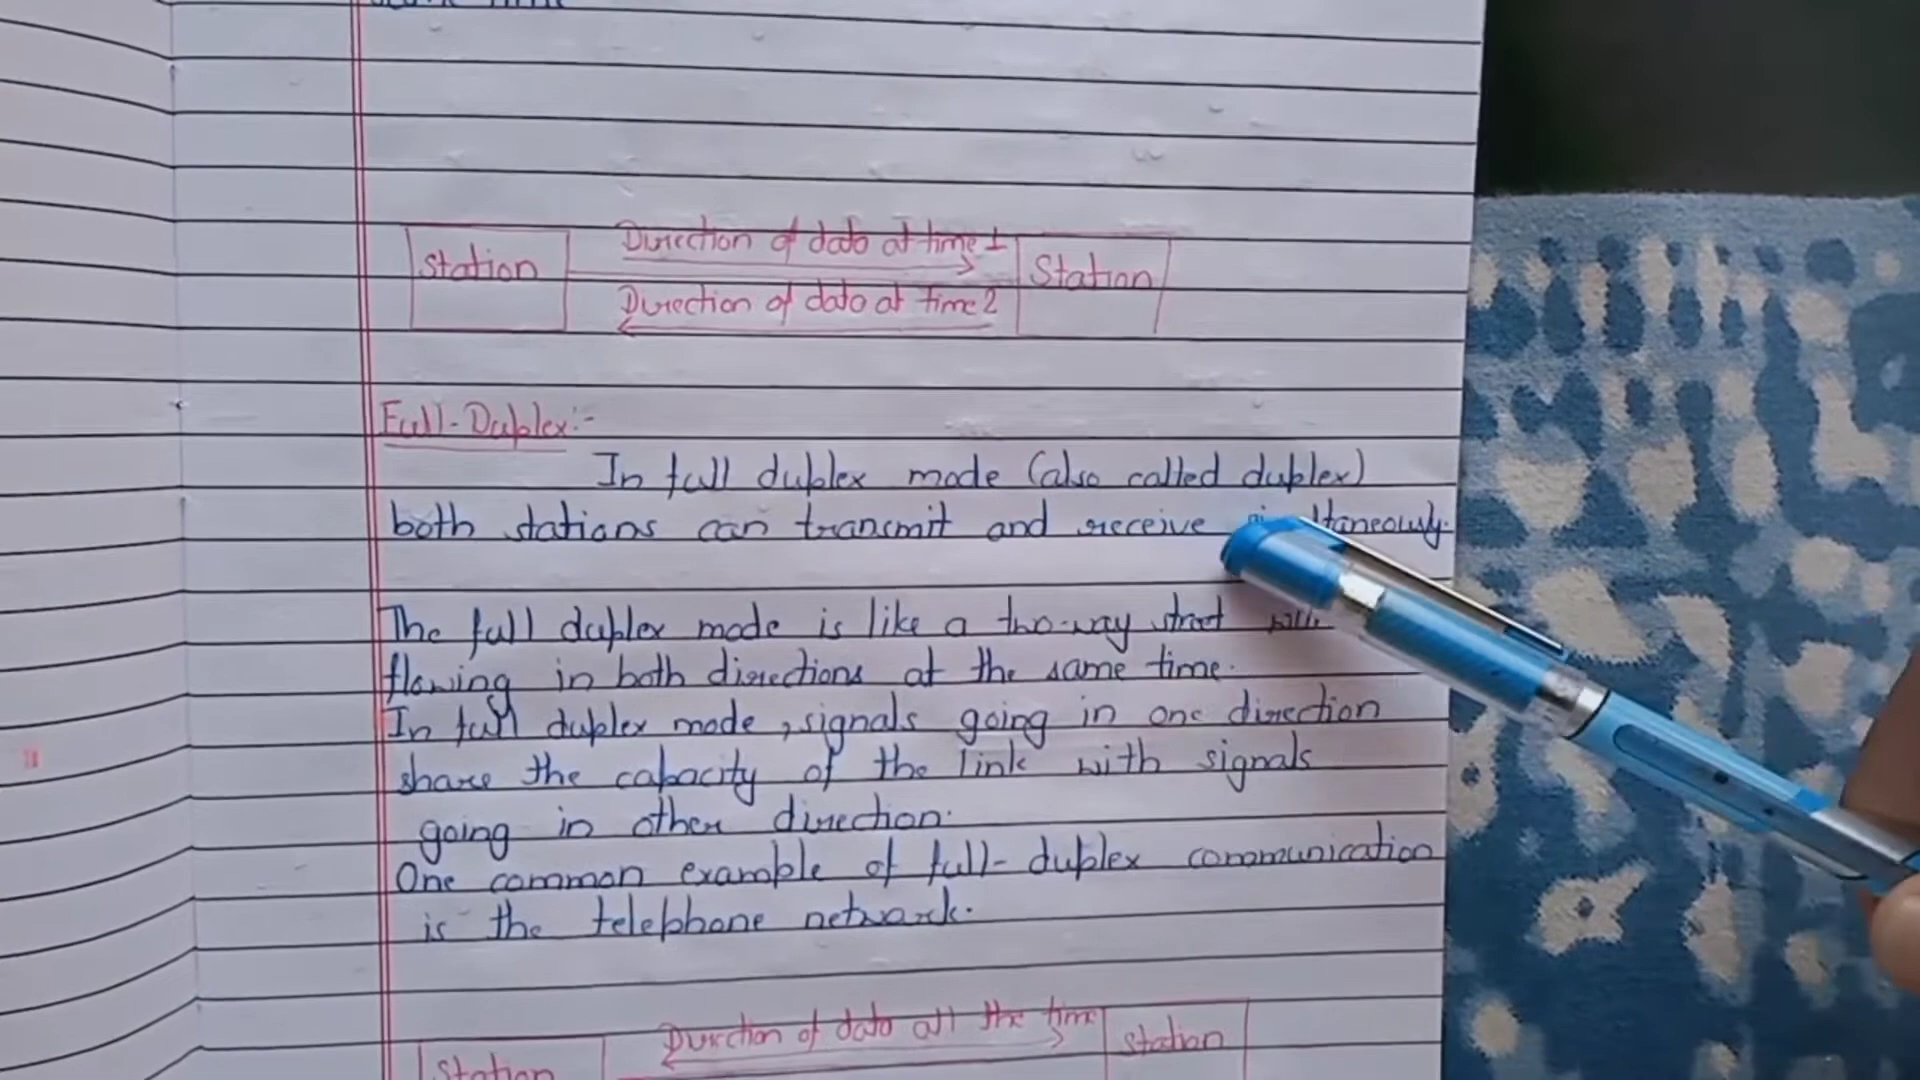 Station
Direction of data at time 1
Station
Direction of data at time 2
Full-Duplex:-
In full duplex mode (also called duplex)
both stations can transmit and receive ltaneously.
The full duplex mode is like a two-way street
flowing in both directions at the same time.
In full duplex mode, signals going in one direction
share the capacity of the link with signals
going in other direction.
One common example of full-duplex communication
is the telephone network.
Direction of data all the time
Station
Station